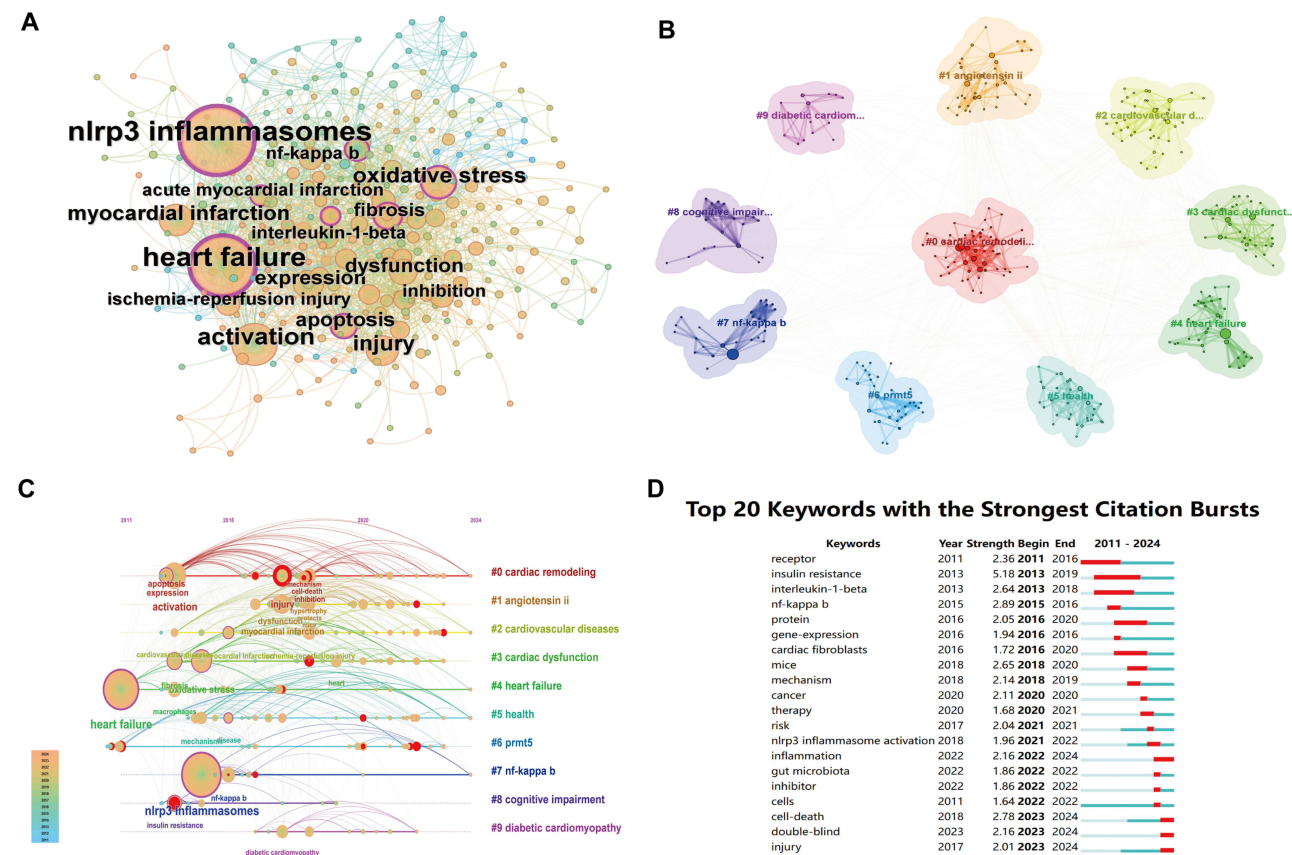 A
nlrp3 inflammasomes
nf-kappa b
oxidative stress
acute myocardial infarction
myocardial infarction
fibrosis
interleukin-1-beta
heart failure
dysfunction
expression
inhibition
ischemia-reperfusion injury
apoptosis
activation
injury
B
#1 angiotensin ii
#9 diabetic cardiom...
#2 cardiovascular d...
#8 cognitive impair...
#3 cardiac dysfunct...
#0 cardiac remodeli...
#7 nf-kappa b
#4 heart failure
#6 prmt5
#5 health
C
2011 2016 2020 2024
#0 cardiac remodeling
apoptosis
expression
activation
mechanism
cell-death
inhibition
#1 angiotensin ii
injury
hypertrophy
protects
mice
dysfunction
#2 cardiovascular diseases
myocardial infarction
#3 cardiac dysfunction
ischemia-reperfusion injury
#4 heart failure
fibrosis
oxidative stress
heart
heart failure
#5 health
macrophages
#6 prmt5
mechanisms
disease
#7 nf-kappa b
nf-kappa b
nlrp3 inflammasomes
#8 cognitive impairment
insulin resistance
#9 diabetic cardiomyopathy
diabetic cardiomyopathy
D
Top 20 Keywords with the Strongest Citation Bursts
Keywords Year Strength Begin End 2011 - 2024
receptor 2011 2.36 2011 2016
insulin resistance 2013 5.18 2013 2019
interleukin-1-beta 2013 2.64 2013 2018
nf-kappa b 2015 2.89 2015 2016
protein 2016 2.05 2016 2020
gene-expression 2016 1.94 2016 2016
cardiac fibroblasts 2016 1.72 2016 2020
mice 2018 2.65 2018 2020
mechanism 2018 2.14 2018 2019
cancer 2020 2.11 2020 2020
therapy 2020 1.68 2020 2021
risk 2017 2.04 2021 2021
nlrp3 inflammasome activation 2018 1.96 2021 2022
inflammation 2022 2.16 2022 2024
gut microbiota 2022 1.86 2022 2022
inhibitor 2022 1.86 2022 2022
cells 2011 1.64 2022 2022
cell-death 2018 2.78 2023 2024
double-blind 2023 2.16 2023 2024
injury 2017 2.01 2023 2024